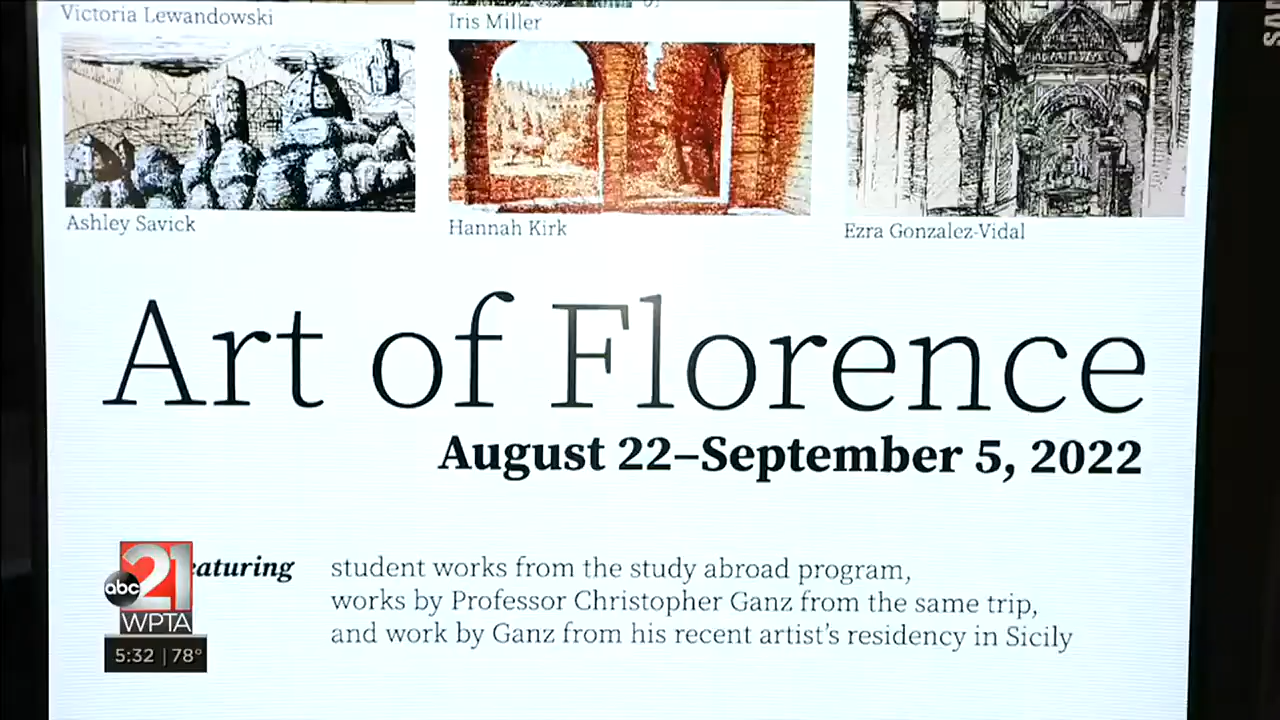 Victoria Lewandowski
Iris Miller
Ashley Savick
Hannah Kirk
Ezra Gonzalez-Vidal
Art of Florence
August 22–September 5, 2022
eaturing
student works from the study abroad program,
works by Professor Christopher Ganz from the same trip,
and work by Ganz from his recent artist's residency in Sicily
abc 21
WPTA
5:32 | 78°